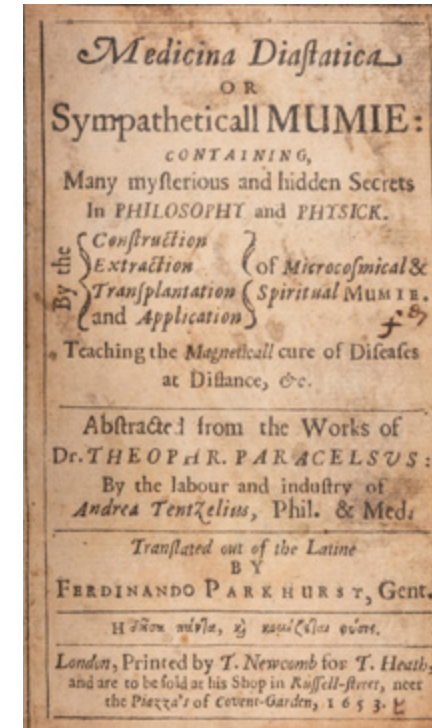 Medicina Diaſtatica
OR
Sympatheticall MUMIE:
CONTAINING,
Many myſterious and hidden Secrets
In PHILOSOPHY and PHYSICK.
By the
Conſtruction
Extraction
Tranſplantation
and Application
of Microcoſmical &
Spiritual MUMIE.
Teaching the Magneticall cure of Diſeaſes
at Diſtance, &c.
Abſtracted from the Works of
Dr. THEOPHR. PARACELSVS:
By the labour and induſtry of
Andrea Tentzelius, Phil. & Med:
Tranſlated out of the Latine
BY
FERDINANDO PARKHURST, Gent.
London, Printed by T. Newcomb for T. Heath,
and are to be ſold at his Shop in Ruſſell-ſtreet, neer
the Piazza's of Covent-Garden, 1653.